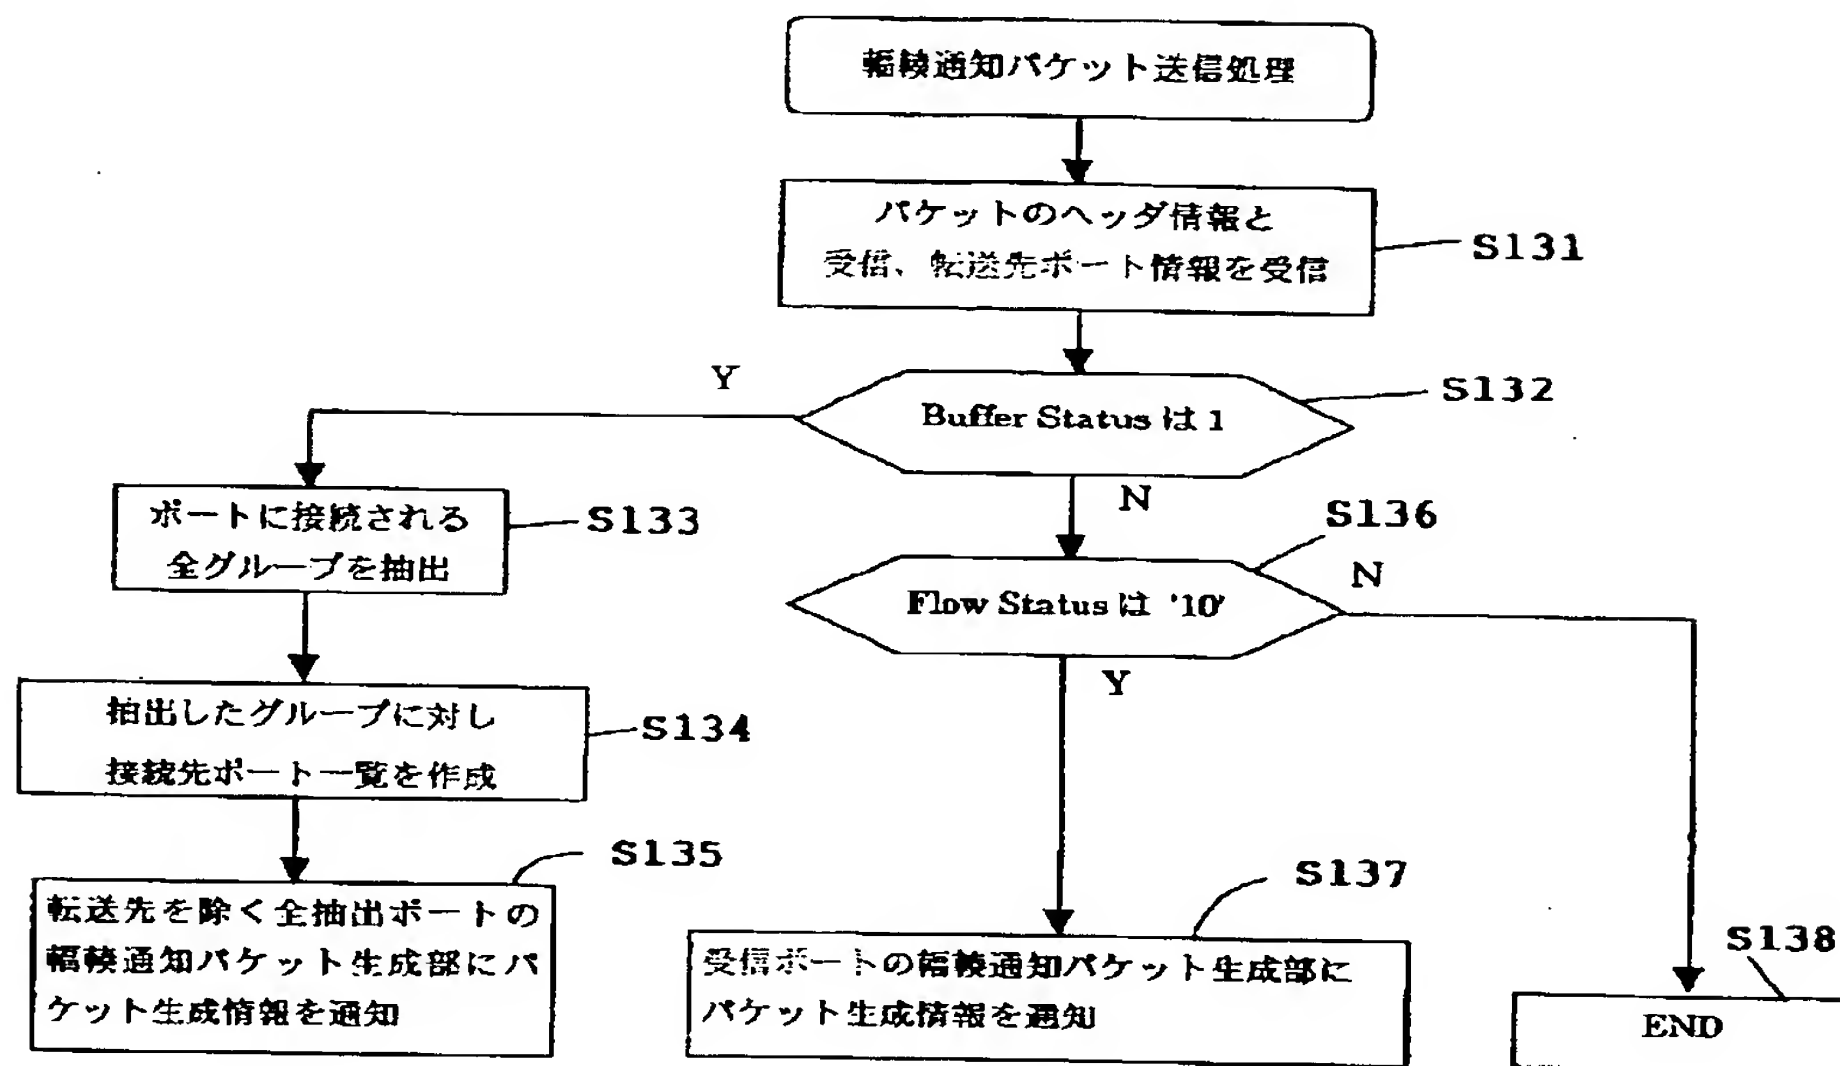 輻輳通知パケット送信処理
パケットのヘッダ情報と
受信、転送先ポート情報を受信
S131
Buffer Status は 1
S132
Y
N
ポートに接続される
全グループを抽出
S133
Flow Status は '10'
S136
N
Y
抽出したグループに対し
接続先ポート一覧を作成
S134
転送先を除く全抽出ポートの
輻輳通知パケット生成部にパ
ケット生成情報を通知
S135
受信ポートの輻輳通知パケット生成部に
パケット生成情報を通知
S137
END
S138